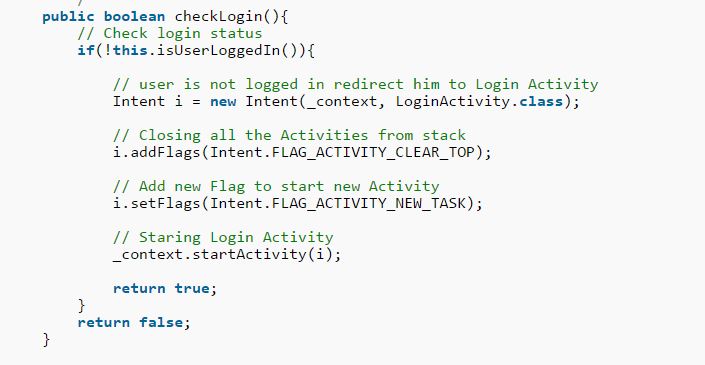 public boolean checkLogin(){
// Check login status
if(!this.isUserLoggedIn()){
// user is not logged in redirect him to Login Activity
Intent i = new Intent(_context, LoginActivity.class);
// Closing all the Activities from stack
i.addFlags(Intent.FLAG_ACTIVITY_CLEAR_TOP);
// Add new Flag to start new Activity
i.setFlags(Intent.FLAG_ACTIVITY_NEW_TASK);
// Staring Login Activity
_context.startActivity(i);
return true;
}
return false;
}